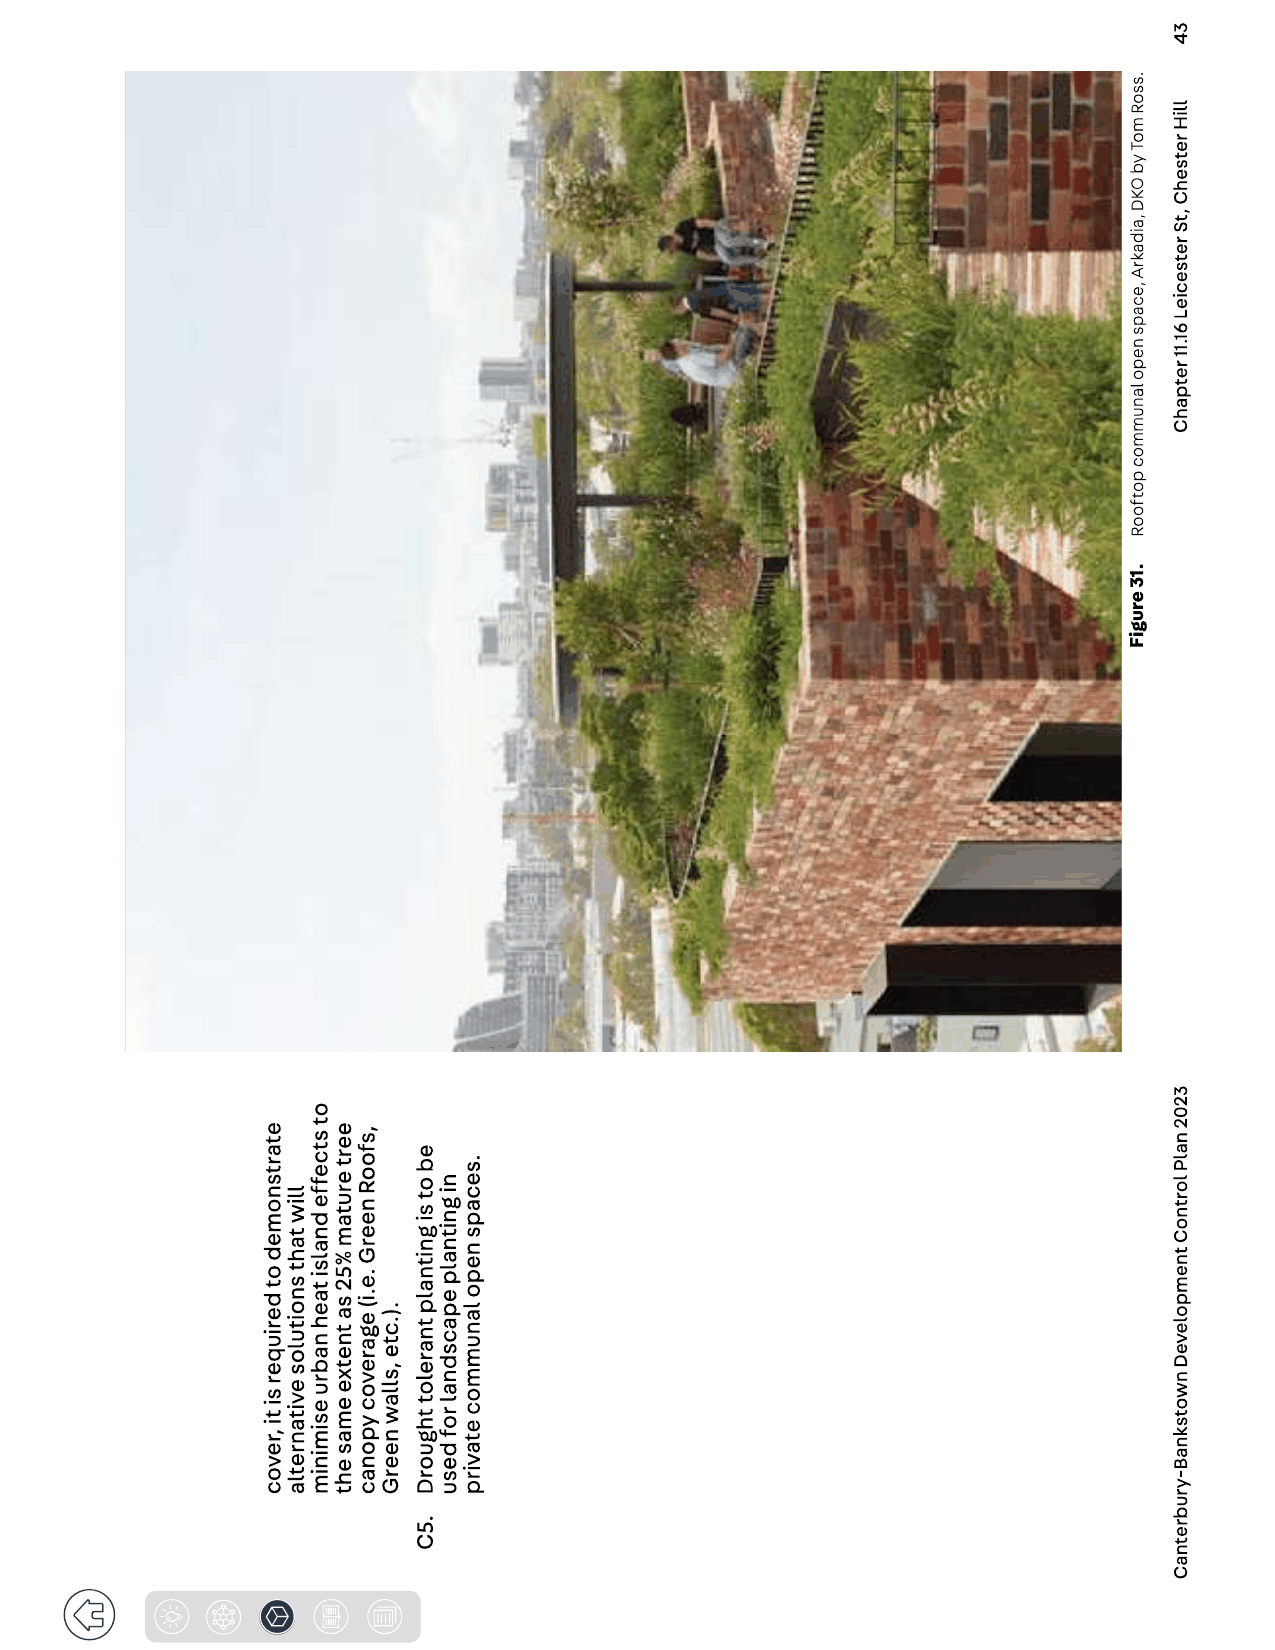 cover, it is required to demonstrate
alternative solutions that will
minimise urban heat island effects to
the same extent as 25% mature tree
canopy coverage (i.e. Green Roofs,
Green walls, etc.).
C5. Drought tolerant planting is to be
used for landscape planting in
private communal open spaces.
Figure 31. Rooftop communal open space, Arkadia, DKO by Tom Ross.
Canterbury-Bankstown Development Control Plan 2023
Chapter 11.16 Leicester St, Chester Hill 43